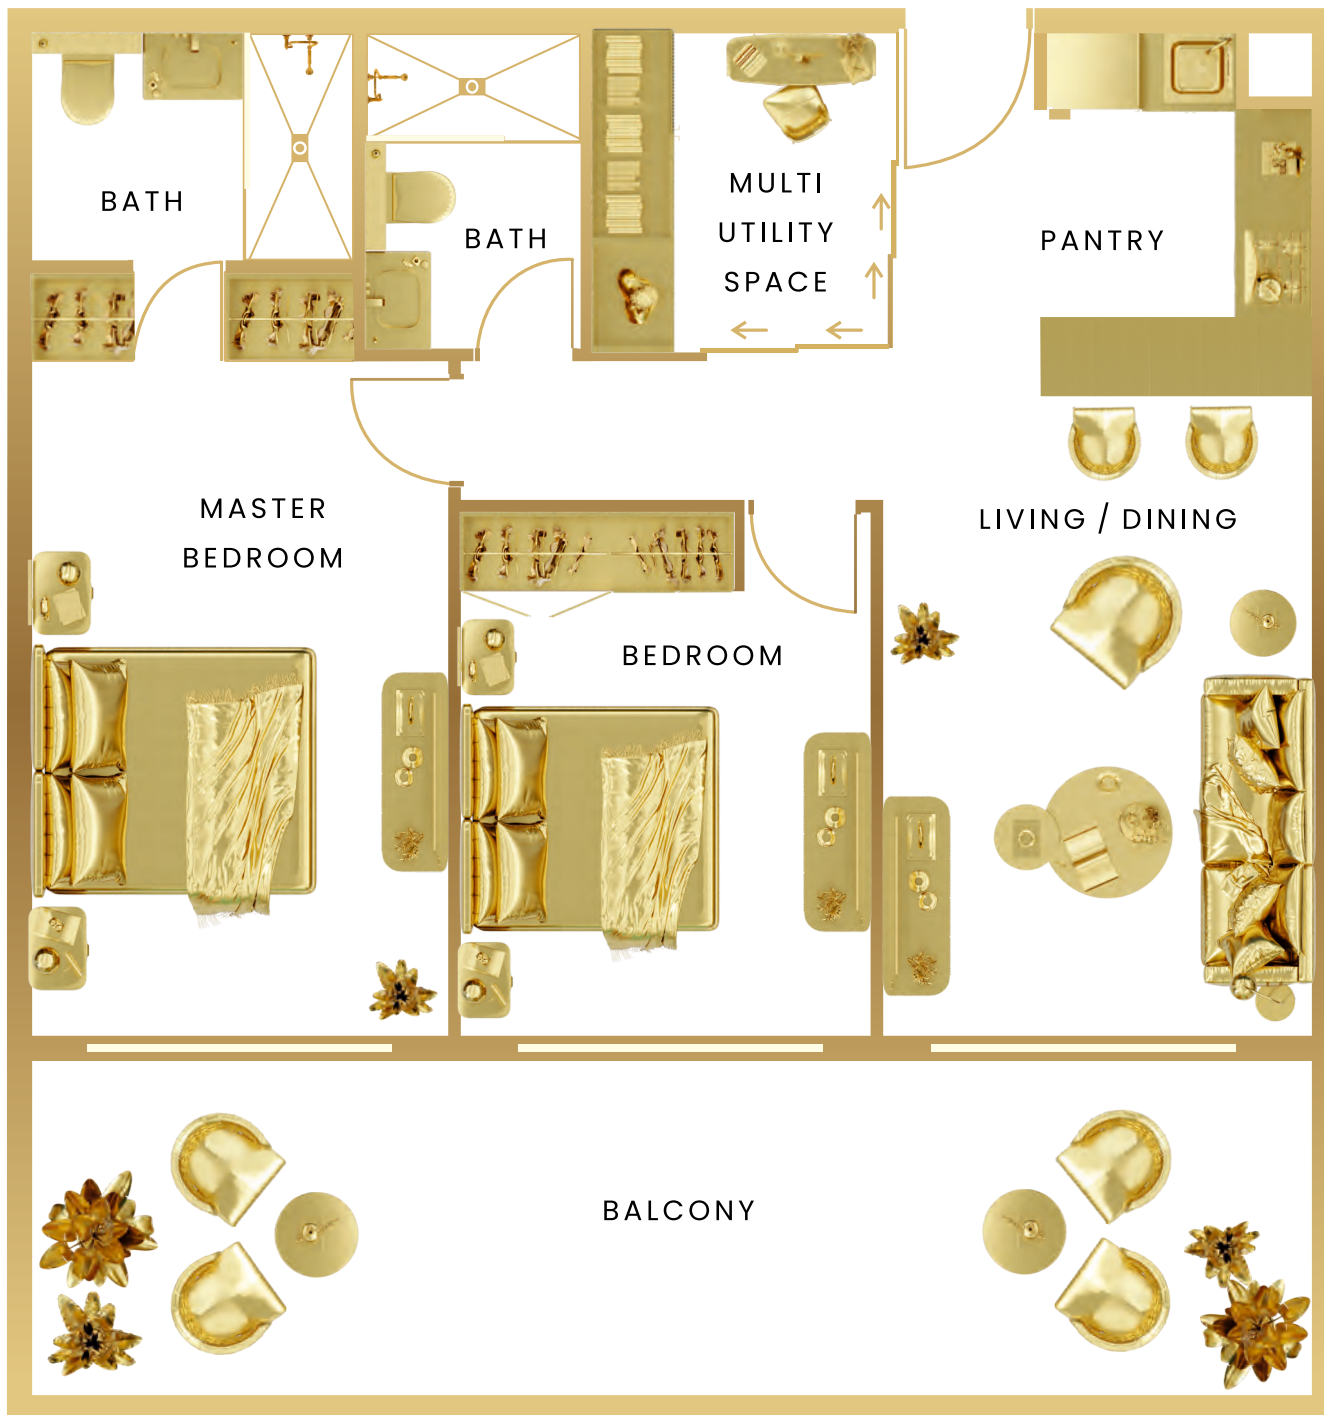 BATH
BATH
MULTI
UTILITY
SPACE
PANTRY
MASTER
BEDROOM
LIVING / DINING
BEDROOM
BALCONY